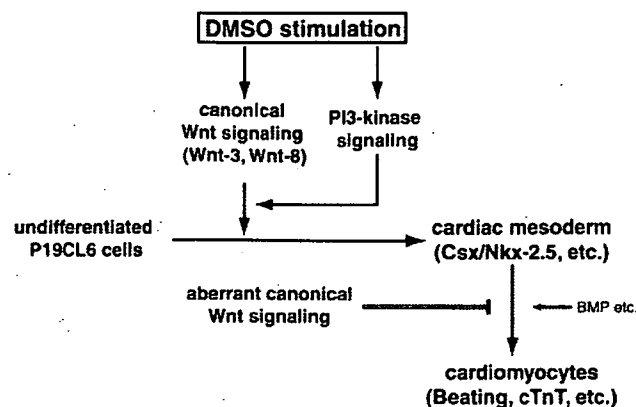 DMSO stimulation
canonical
Wnt signaling
(Wnt-3, Wnt-8)
PI3-kinase
signaling
undifferentiated
P19CL6 cells
cardiac mesoderm
(Csx/Nkx-2.5, etc.)
aberrant canonical
Wnt signaling
BMP etc.
cardiomyocytes
(Beating, cTnT, etc.)